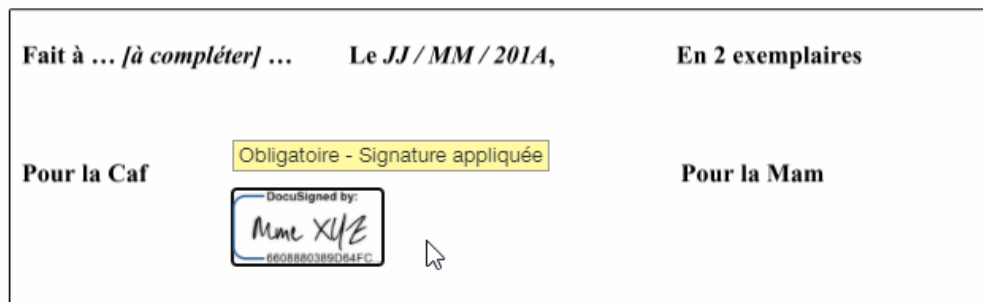 Fait à … [à compléter] … Le JJ / MM / 201A, En 2 exemplaires
Obligatoire - Signature appliquée
Pour la Caf Pour la Mam
DocuSigned by:
Mme XYZ
6608880389D64FC